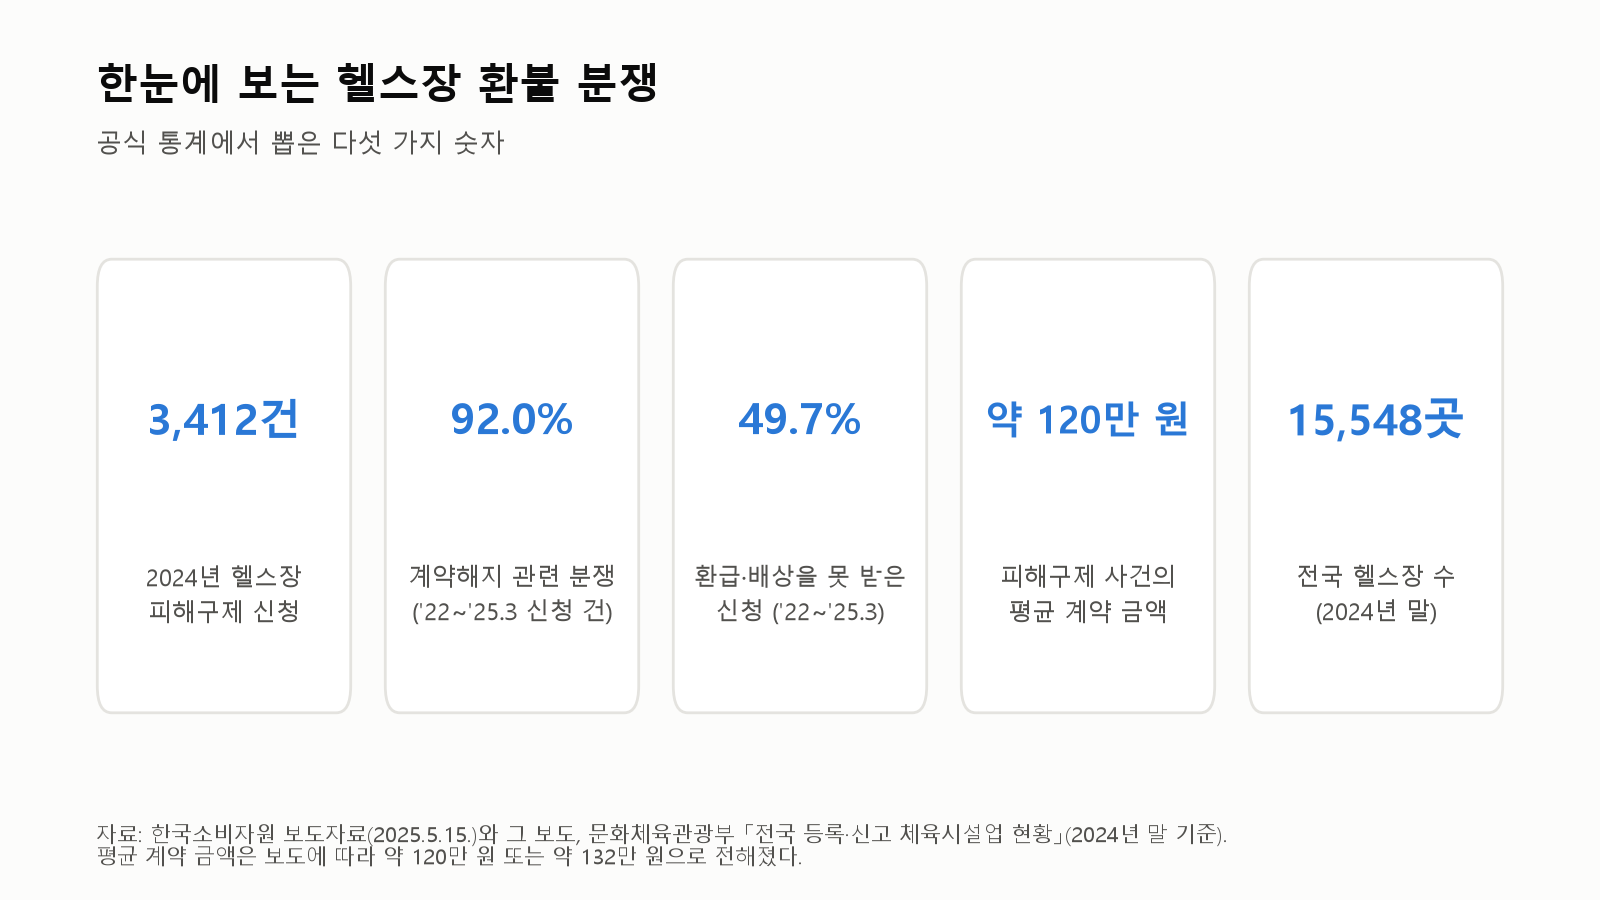 한눈에 보는 헬스장 환불 분쟁
공식 통계에서 뽑은 다섯 가지 숫자
3,412건
2024년 헬스장
피해구제 신청
92.0%
계약해지 관련 분쟁
('22~'25.3 신청 건)
49.7%
환급·배상을 못 받은
신청 ('22~'25.3)
약 120만 원
피해구제 사건의
평균 계약 금액
15,548곳
전국 헬스장 수
(2024년 말)
자료: 한국소비자원 보도자료(2025.5.15.)와 그 보도, 문화체육관광부 「전국 등록·신고 체육시설업 현황」(2024년 말 기준).
평균 계약 금액은 보도에 따라 약 120만 원 또는 약 132만 원으로 전해졌다.